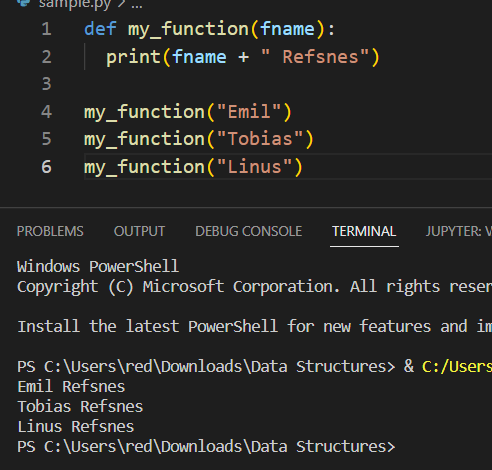 sample.py > ...
1 def my_function(fname):
2   print(fname + " Refsnes")
3
4 my_function("Emil")
5 my_function("Tobias")
6 my_function("Linus")
PROBLEMS OUTPUT DEBUG CONSOLE TERMINAL JUPYTER: V
Windows PowerShell
Copyright (C) Microsoft Corporation. All rights reser
Install the latest PowerShell for new features and im
PS C:\Users\red\Downloads\Data Structures> & C:/Users
Emil Refsnes
Tobias Refsnes
Linus Refsnes
PS C:\Users\red\Downloads\Data Structures>